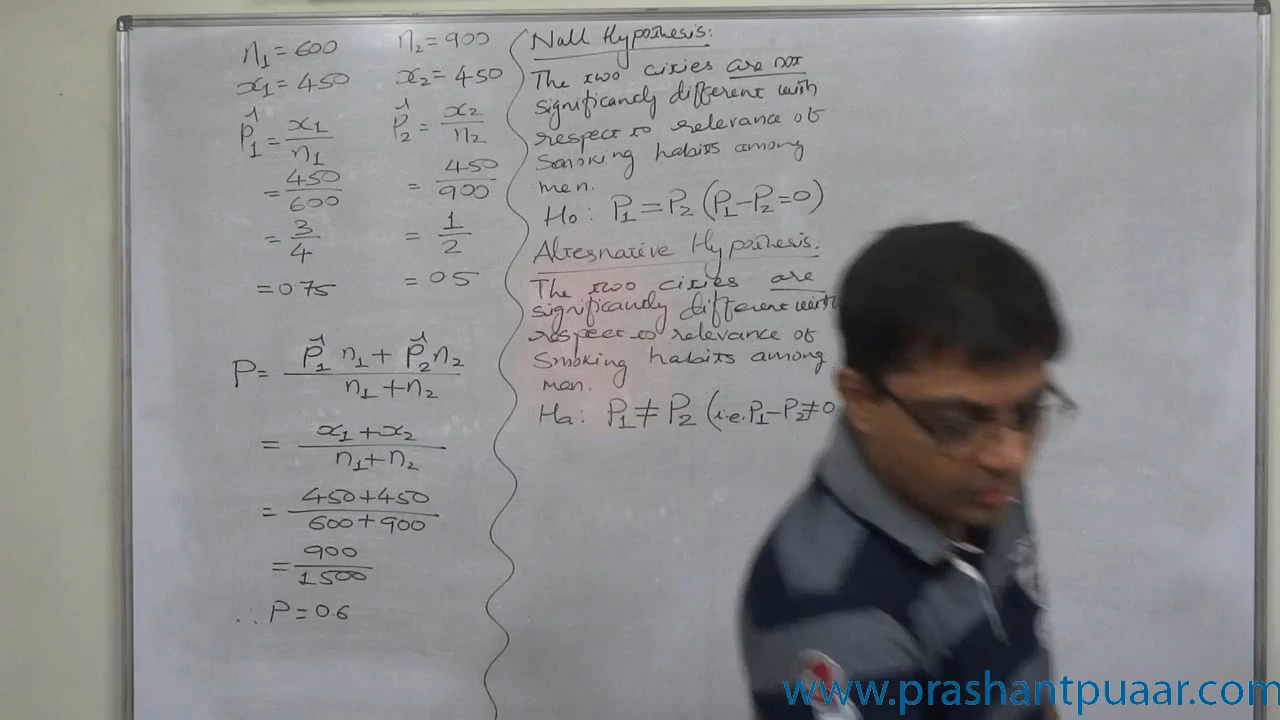 n₁ = 600
x₁ = 450
p̂₁ = x₁/n₁
= 450/600
= 3/4
= 0.75
n₂ = 900
x₂ = 450
p̂₂ = x₂/n₂
= 450/900
= 1/2
= 0.5
P = (p̂₁ n₁ + p̂₂ n₂)/(n₁ + n₂)
= (x₁ + x₂)/(n₁ + n₂)
= (450 + 450)/(600 + 900)
= 900/1500
∴ P = 0.6
Null Hypothesis:
The two cities are not
significantly different with
respect to relevance of
Smoking habits among
men.
Ho: P₁ = P₂ (P₁ - P₂ = 0)
Alternative Hypothesis:
The two cities are
significantly different with
respect to relevance of
Smoking habits among
men.
Ha: P₁ ≠ P₂ (i.e. P₁ - P₂ ≠ 0
www.prashantpuaar.com